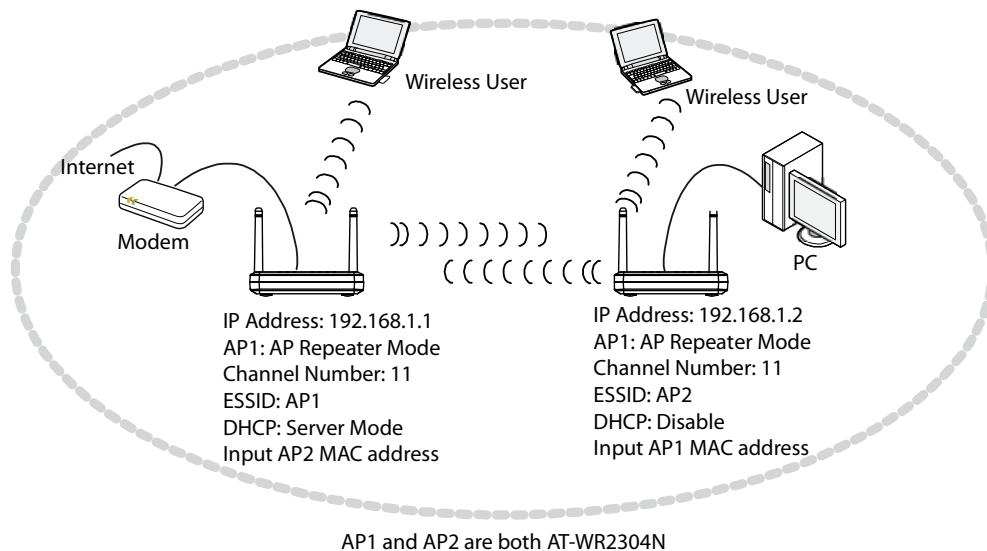 Wireless User
Wireless User
Internet
Modem
PC
IP Address: 192.168.1.1
AP1: AP Repeater Mode
Channel Number: 11
ESSID: AP1
DHCP: Server Mode
Input AP2 MAC address
IP Address: 192.168.1.2
AP1: AP Repeater Mode
Channel Number: 11
ESSID: AP2
DHCP: Disable
Input AP1 MAC address
AP1 and AP2 are both AT-WR2304N